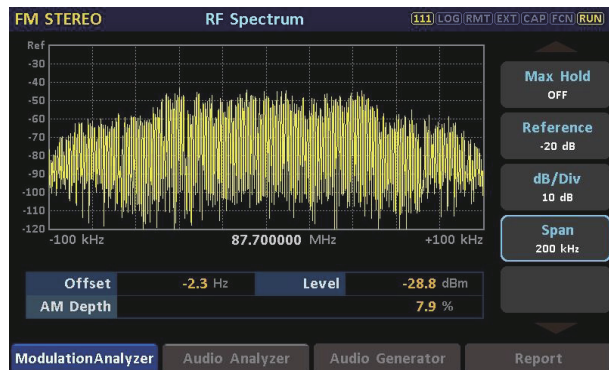 FM STEREO RF Spectrum 111 LOG RMT EXT CAP FCN RUN
Ref
-30
-40
-50
-60
-70
-80
-90
-100
-110
-120
-100 kHz 87.700000 MHz +100 kHz
Max Hold
OFF
Reference
-20 dB
dB/Div
10 dB
Span
200 kHz
Offset -2.3 Hz Level -28.8 dBm
AM Depth 7.9 %
ModulationAnalyzer Audio Analyzer Audio Generator Report